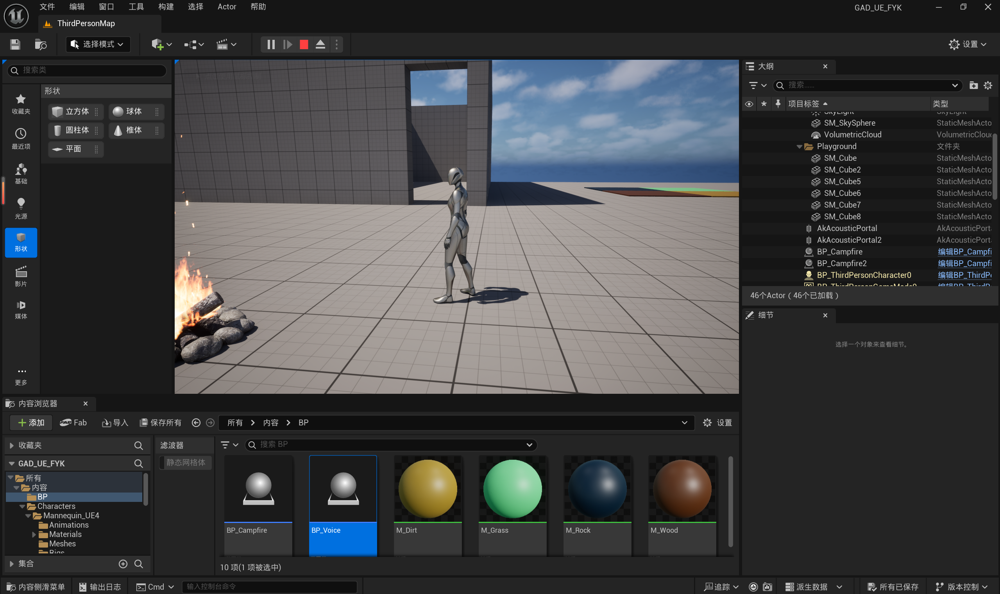 文件 编辑 窗口 工具 构建 选择 Actor 帮助
GAD_UE_FYK
ThirdPersonMap
选择模式
设置
搜索类
形状
收藏夹
最近项
基础
光源
形状
影片
媒体
更多
立方体 球体
圆柱体 椎体
平面
大纲
搜索......
项目标签 类型
SkyLight SkyLight
SM_SkySphere StaticMeshActo
VolumetricCloud VolumetricCloud
Playground 文件夹
SM_Cube StaticMeshActo
SM_Cube2 StaticMeshActo
SM_Cube5 StaticMeshActo
SM_Cube6 StaticMeshActo
SM_Cube7 StaticMeshActo
SM_Cube8 StaticMeshActo
AkAcousticPortal AkAcousticPort
AkAcousticPortal2 AkAcousticPort
BP_Campfire 编辑BP_Campfi
BP_Campfire2 编辑BP_Campfi
BP_ThirdPersonCharacter0 编辑BP_ThirdPe
BP_ThirdPersonGameMode0 编辑BP_ThirdP
46个Actor（46个已加载）
细节
选择一个对象来查看细节。
内容浏览器
添加 Fab 导入 保存所有 所有 内容 BP 设置
收藏夹
GAD_UE_FYK
所有
内容
BP
Characters
Mannequin_UE4
Animations
Materials
Meshes
Rigs
集合
滤波器
静态网格体
搜索 BP
BP_Campfire BP_Voice M_Dirt M_Grass M_Rock M_Wood
10 项(1 项被选中)
内容侧滑菜单 输出日志 Cmd 输入控制台命令 追踪 派生数据 所有已保存 版本控制